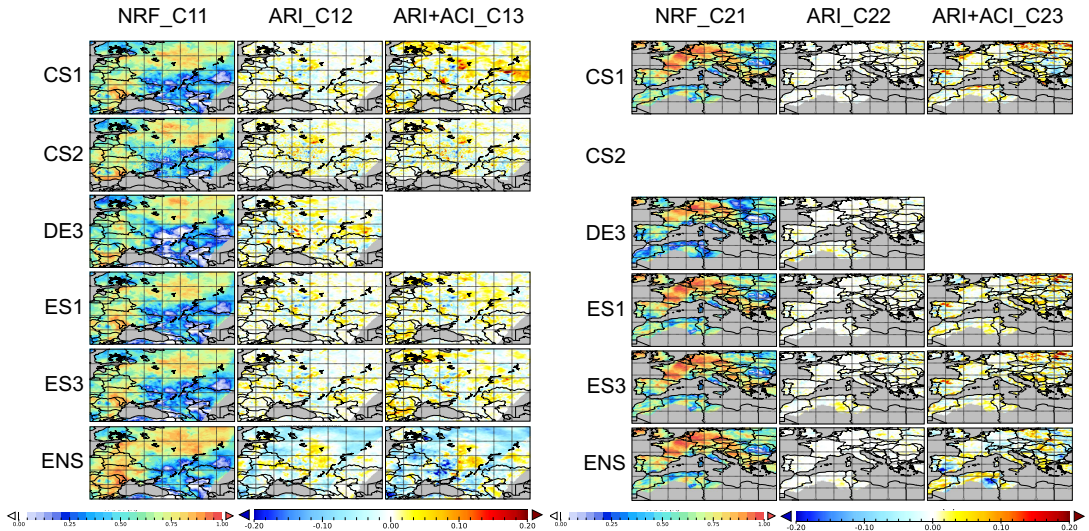 NRF_C11 ARI_C12 ARI+ACI_C13 NRF_C21 ARI_C22 ARI+ACI_C23
CS1 CS1
CS2 CS2
DE3 DE3
ES1 ES1
ES3 ES3
ENS ENS
0.00 0.25 0.50 0.75 1.00 -0.20 -0.10 0.00 0.10 0.20 0.00 0.25 0.50 0.75 1.00 -0.20 -0.10 0.00 0.10 0.20